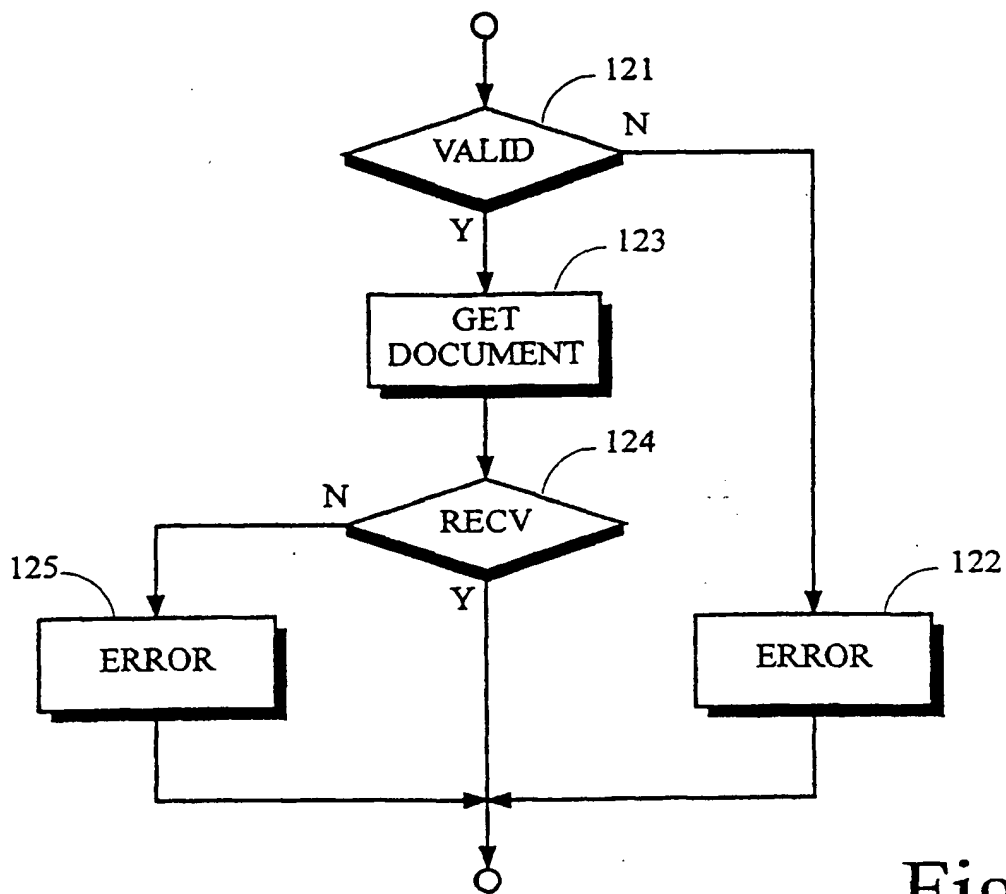 121
VALID
N
Y
123
GET
DOCUMENT
124
N
RECV
125
Y
122
ERROR
ERROR